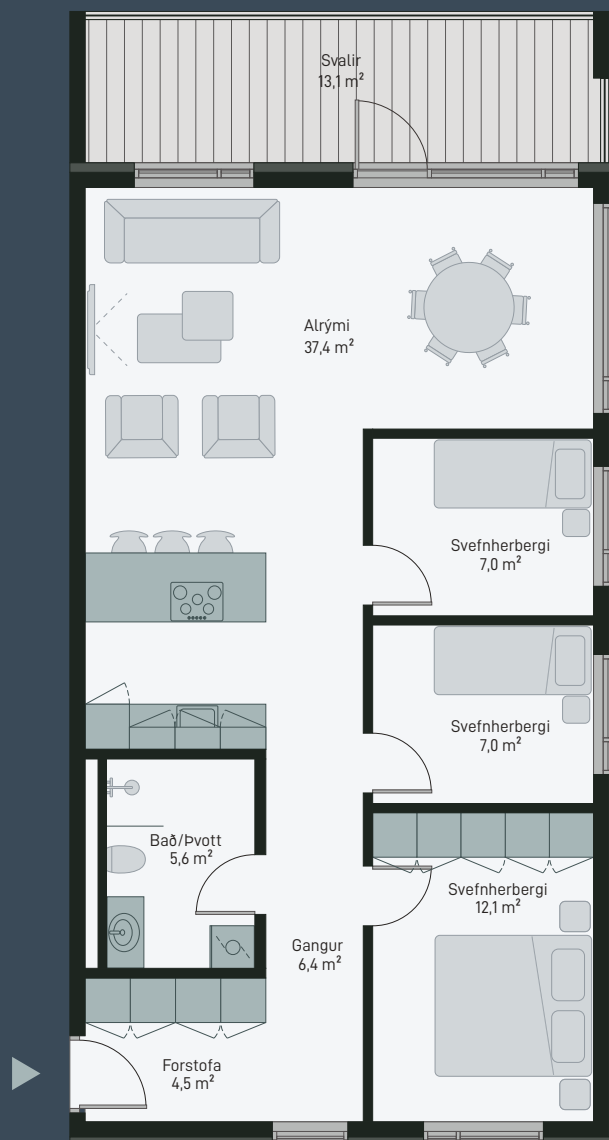 Svalir
13,1 m²
Alrými
37,4 m²
Svefnherbergi
7,0 m²
Svefnherbergi
7,0 m²
Bað/Þvottur
5,6 m²
Svefnherbergi
12,1 m²
Gangur
6,4 m²
Forstofa
4,5 m²